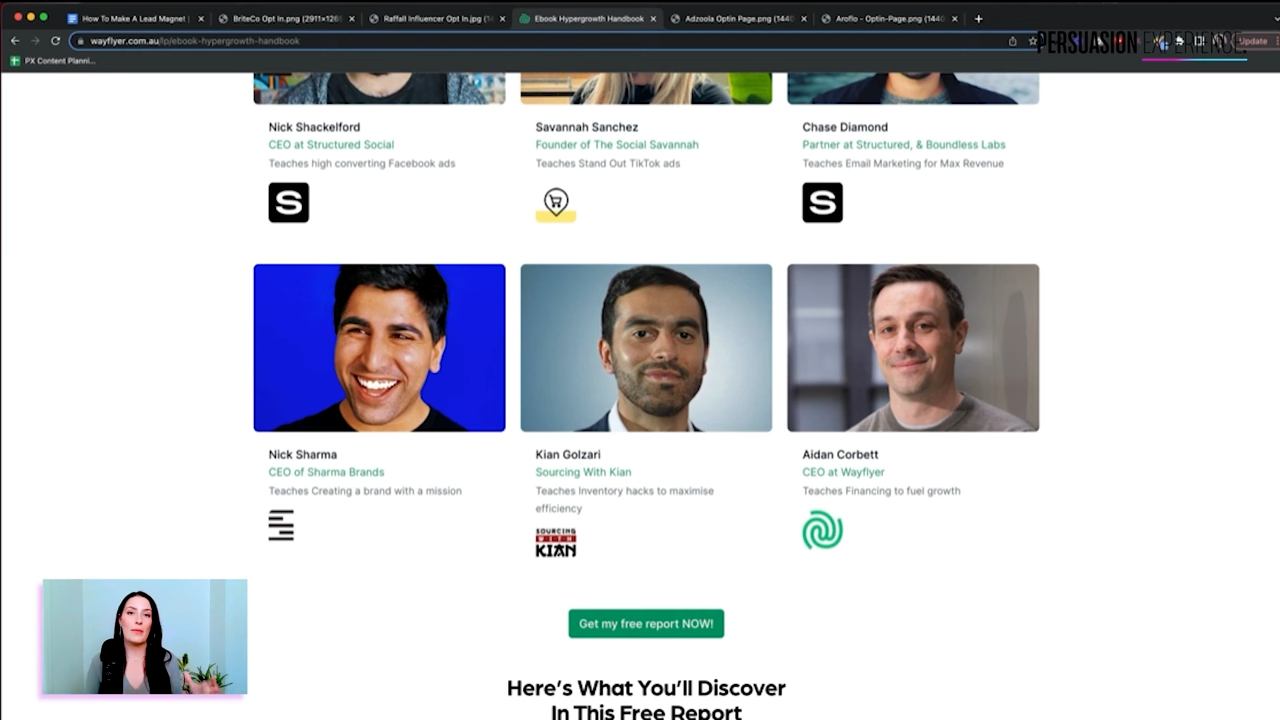 How To Make A Lead Magnet |
BriteCo Opt In.png (2911×126
Raffall Influencer Opt In.jpg (14
Ebook Hypergrowth Handbook
Adzoola Optin Page.png (1440
Aroflo - Optin-Page.png (144
wayflyer.com.au/lp/ebook-hypergrowth-handbook
PERSUASION EXPERIENCE.
Update
PX Content Planni...
Nick Shackelford
CEO at Structured Social
Teaches high converting Facebook ads
S
Savannah Sanchez
Founder of The Social Savannah
Teaches Stand Out TikTok ads
Chase Diamond
Partner at Structured, & Boundless Labs
Teaches Email Marketing for Max Revenue
S
Nick Sharma
CEO of Sharma Brands
Teaches Creating a brand with a mission
Kian Golzari
Sourcing With Kian
Teaches Inventory hacks to maximise
efficiency
SOURCING
WITH
KIAN
Aidan Corbett
CEO at Wayflyer
Teaches Financing to fuel growth
Get my free report NOW!
Here's What You'll Discover
In This Free Report